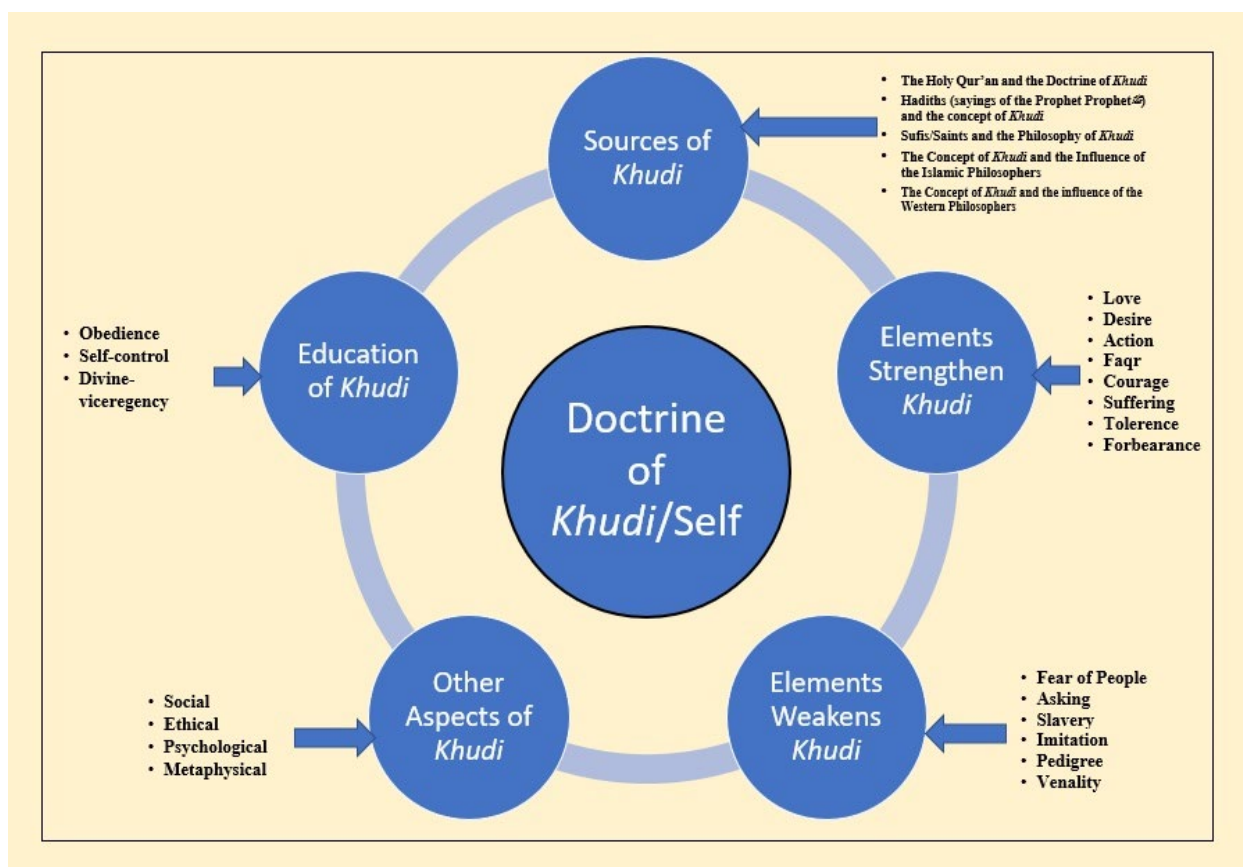 Sources of
Khudi
• The Holy Qur'an and the Doctrine of Khudi
• Hadiths (sayings of the Prophet Prophetﷺ)
and the concept of Khudi
• Sufis/Saints and the Philosophy of Khudi
• The Concept of Khudi and the Influence of
the Islamic Philosophers
• The Concept of Khudi and the influence of the
Western Philosophers
Elements
Strengthen
Khudi
• Love
• Desire
• Action
• Faqr
• Courage
• Suffering
• Tolerence
• Forbearance
Elements
Weakens
Khudi
• Fear of People
• Asking
• Slavery
• Imitation
• Pedigree
• Venality
Other
Aspects of
Khudi
• Social
• Ethical
• Psychological
• Metaphysical
Education
of Khudi
• Obedience
• Self-control
• Divine-
viceregency
Doctrine
of
Khudi/Self